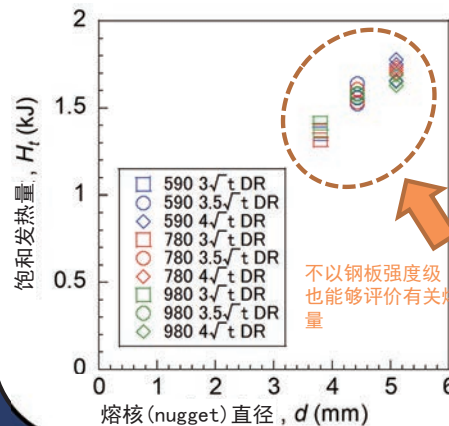 2
1.5
1
0.5
0
饱和发热量, Ht (kJ)
590 3√t DR
590 3.5√t DR
590 4√t DR
780 3√t DR
780 3.5√t DR
780 4√t DR
980 3√t DR
980 3.5√t DR
980 4√t DR
不以钢板强度级
也能够评价有关
量
0 1 2 3 4 5 6
熔核(nugget)直径, d (mm)